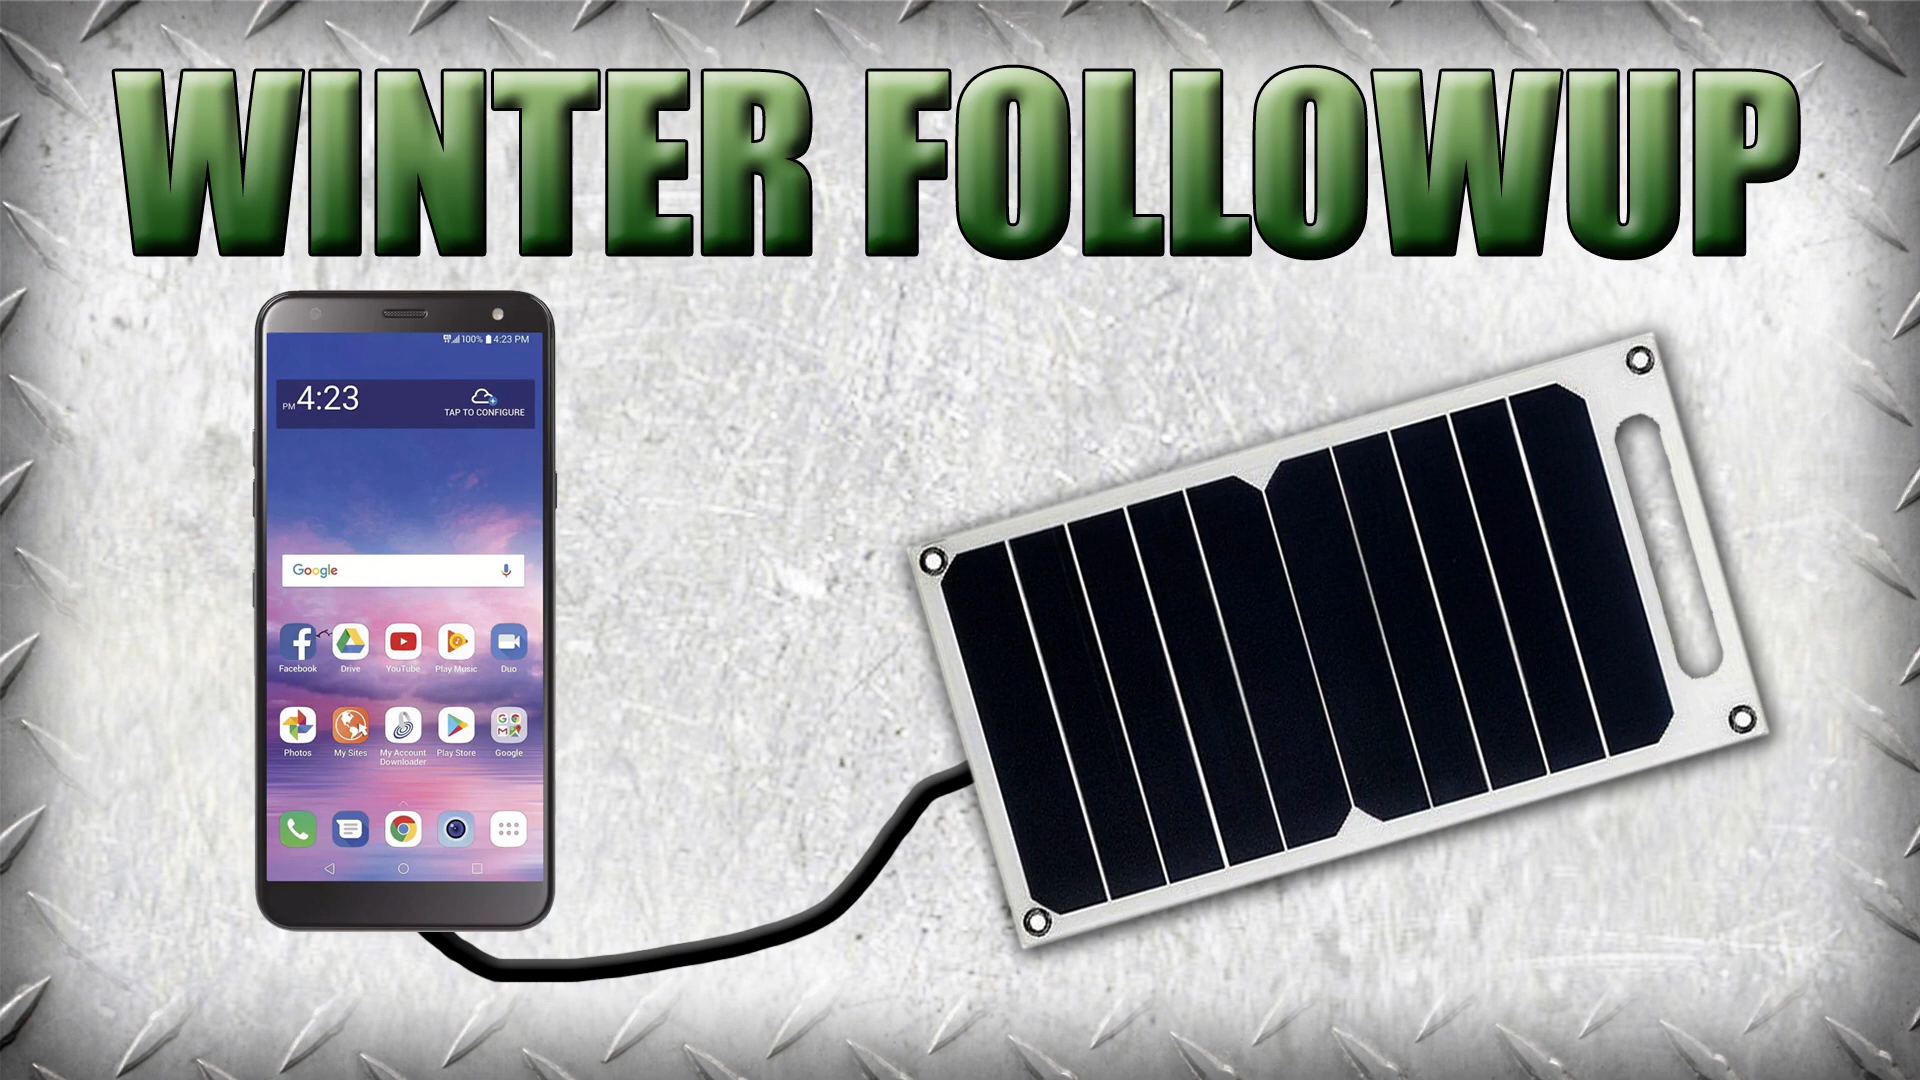 WINTER FOLLOWUP
100% 4:23 PM
PM 4:23
TAP TO CONFIGURE
Google
Facebook Drive YouTube Play Music Duo
Photos My Sites My Account Downloader Play Store Google